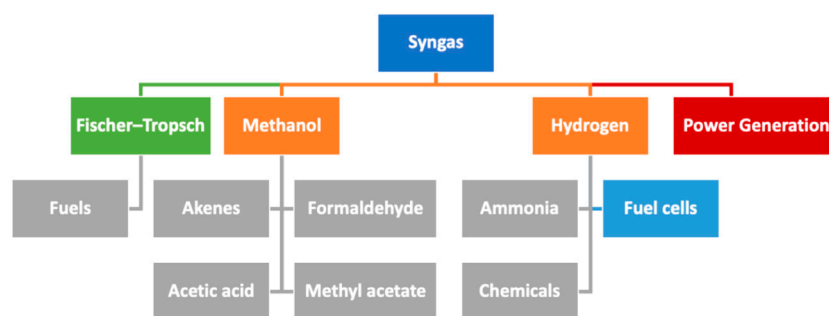 Syngas
Fischer–Tropsch
Methanol
Hydrogen
Power Generation
Fuels
Akenes
Formaldehyde
Ammonia
Fuel cells
Acetic acid
Methyl acetate
Chemicals